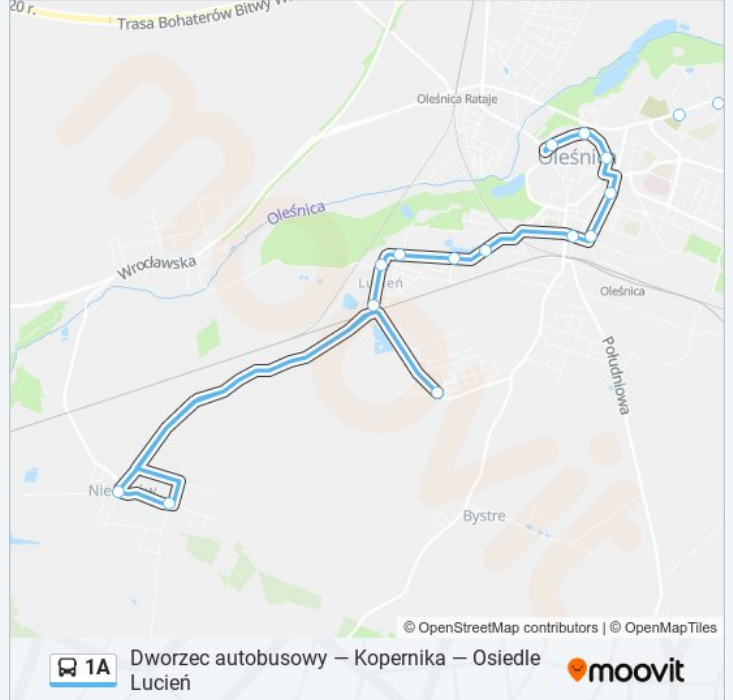 20 r.
Trasa Bohaterów Bitwy W
Oleśnica Rataje
Oleśnica
Oleśnica
Wrocławska
Lucień
Oleśnica
Południowa
Bystre
moovit
© OpenStreetMap contributors | © OpenMapTiles
1A
Dworzec autobusowy — Kopernika — Osiedle
Lucień
moovit